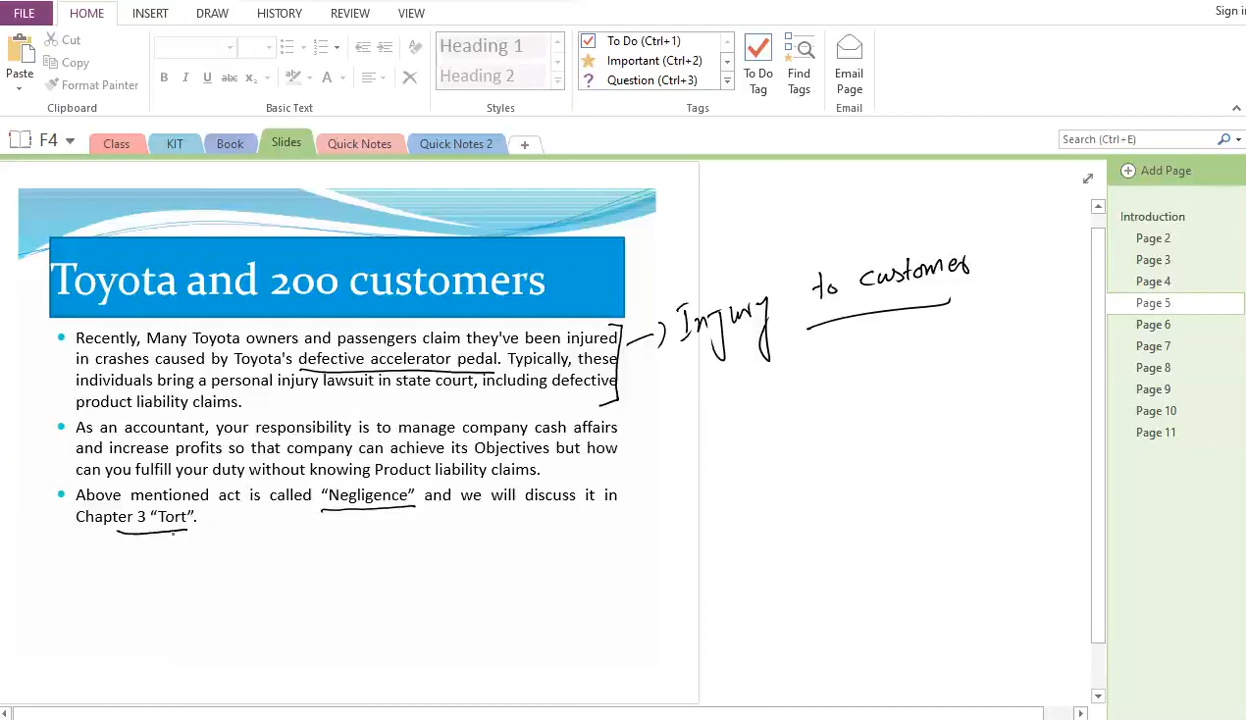 FILE HOME INSERT DRAW HISTORY REVIEW VIEW Sign in
Cut
Copy
Format Painter
Paste
Clipboard
B I U abc X₂ A
Basic Text
Heading 1
Heading 2
Styles
To Do (Ctrl+1)
Important (Ctrl+2)
? Question (Ctrl+3)
Tags
To Do
Tag
Find
Tags
Email
Page
Email
F4 Class KIT Book Slides Quick Notes Quick Notes 2 + Search (Ctrl+E)
Toyota and 200 customers
• Recently, Many Toyota owners and passengers claim they've been injured
in crashes caused by Toyota's defective accelerator pedal. Typically, these
individuals bring a personal injury lawsuit in state court, including defective
product liability claims.
• As an accountant, your responsibility is to manage company cash affairs
and increase profits so that company can achieve its Objectives but how
can you fulfill your duty without knowing Product liability claims.
• Above mentioned act is called “Negligence” and we will discuss it in
Chapter 3 “Tort”.
Injury to customer
Add Page
Introduction
Page 2
Page 3
Page 4
Page 5
Page 6
Page 7
Page 8
Page 9
Page 10
Page 11